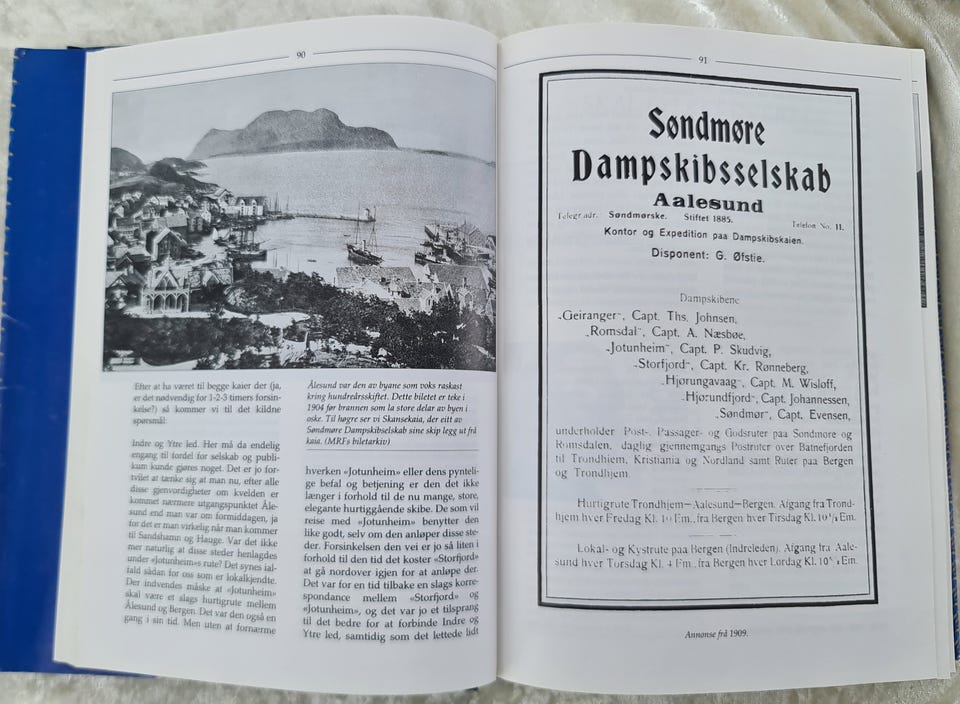 90
Efter at ha været til begge kaier der (ja,
er det nødvendig for 1-2-3 timers forsin-
kelse?) så kommer vi til det kildne
spørsmål:
Indre og Ytre led. Her må da endelig
engang til fordel for selskab og publi-
kum kunde gjøres noget. Det er jo for-
tvilet at tænke sig at man nu, efter alle
disse gjenvordigheter om kvelden er
kommet nærmere utgangspunktet Åle-
sund end man var om formiddagen, ja
for det er man virkelig når man kommer
til Sandshamn og Hauge. Var det ikke
mer naturlig at disse steder henlagdes
under «Jotunheim»s rute? Det synes ial-
fald sådan for oss som er lokalkjendte.
Der indvendes måske at «Jotunheim»
skal være et slags hurtigrute mellem
Ålesund og Bergen. Det var den også en
gang i sin tid. Men uten at fornærme
Ålesund var den av byane som voks raskast
kring hundreårsskiftet. Dette biletet er teke i
1904 før brannen som la store delar av byen i
oske. Til høgre ser vi Skansekaia, der eitt av
Søndmøre Dampskibselskab sine skip legg ut frå
kaia. (MRFs biletarkiv)
hverken «Jotunheim» eller dens pyntelι-
ge befal og betjening er den det ikke
længer i forhold til de nu mange, store,
elegante hurtiggående skibe. De som vil
reise med «Jotunheim» benytter den
like godt, selv om den anløper disse ste-
der. Forsinkelsen den vei er jo så liten i
forhold til den tid det koster «Storfjord»
at gå nordover igjen for at anløpe der.
Det var for en tid tilbake en slags korre-
spondance mellem «Storfjord» og
«Jotunheim», og det var jo et tilsprang
til det bedre for at forbinde Indre og
Ytre led, samtidig som det lettede lidt
91
Søndmøre
Dampskibsselskab
Aalesund
Telegr.adr. Søndmørske. Stiftet 1885. Telefon No. 11.
Kontor og Expedition paa Dampskibskaien.
Disponent: G. Øfstie.
Dampskibene
„Geiranger", Capt. Ths. Johnsen,
„Romsdal", Capt. A. Næsbøe,
„Jotunheim", Capt. P. Skudvig,
„Storfjord", Capt. Kr. Rønneberg,
„Hjørungavaag", Capt. M. Wisloff,
„Hjørundfjord", Capt. Johannessen,
„Søndmør", Capt. Evensen,
underholder Post-, Passager- og Godsruter paa Søndmøre og
Romsdalen, daglig gjennemgangs Postruter over Batnefjorden
til Trondhjem, Kristiania og Nordland samt Ruter paa Bergen
og Trondhjem.
Hurtigrute Trondhjem—Aalesund—Bergen. Afgang fra Trond-
hjem hver Fredag Kl. 10 Em., fra Bergen hver Tirsdag Kl. Em.
Lokal- og Kystrute paa Bergen (Indreleden). Afgang fra Aale-
sund hver Torsdag Kl. 4 Em., fra Bergen hver Lørdag Kl. Em.
Annonse frå 1909.